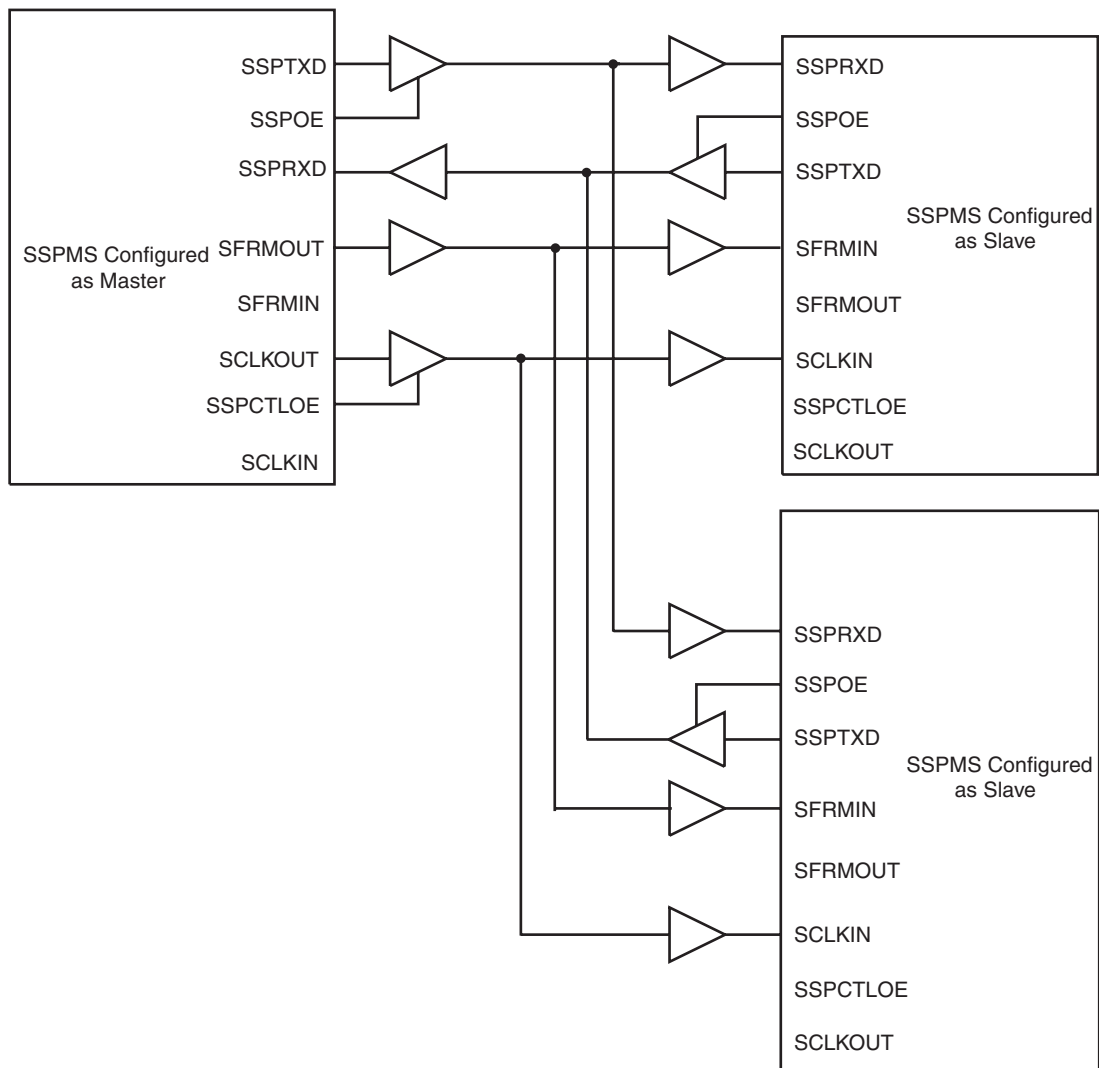 SSPTXD
SSPOE
SSPRXD
SSPMS Configured
as Master
SFRMOUT
SFRMIN
SCLKOUT
SSPCTLOE
SCLKIN
SSPRXD
SSPOE
SSPTXD
SSPMS Configured
as Slave
SFRMIN
SFRMOUT
SCLKIN
SSPCTLOE
SCLKOUT
SSPRXD
SSPOE
SSPTXD
SSPMS Configured
as Slave
SFRMIN
SFRMOUT
SCLKIN
SSPCTLOE
SCLKOUT